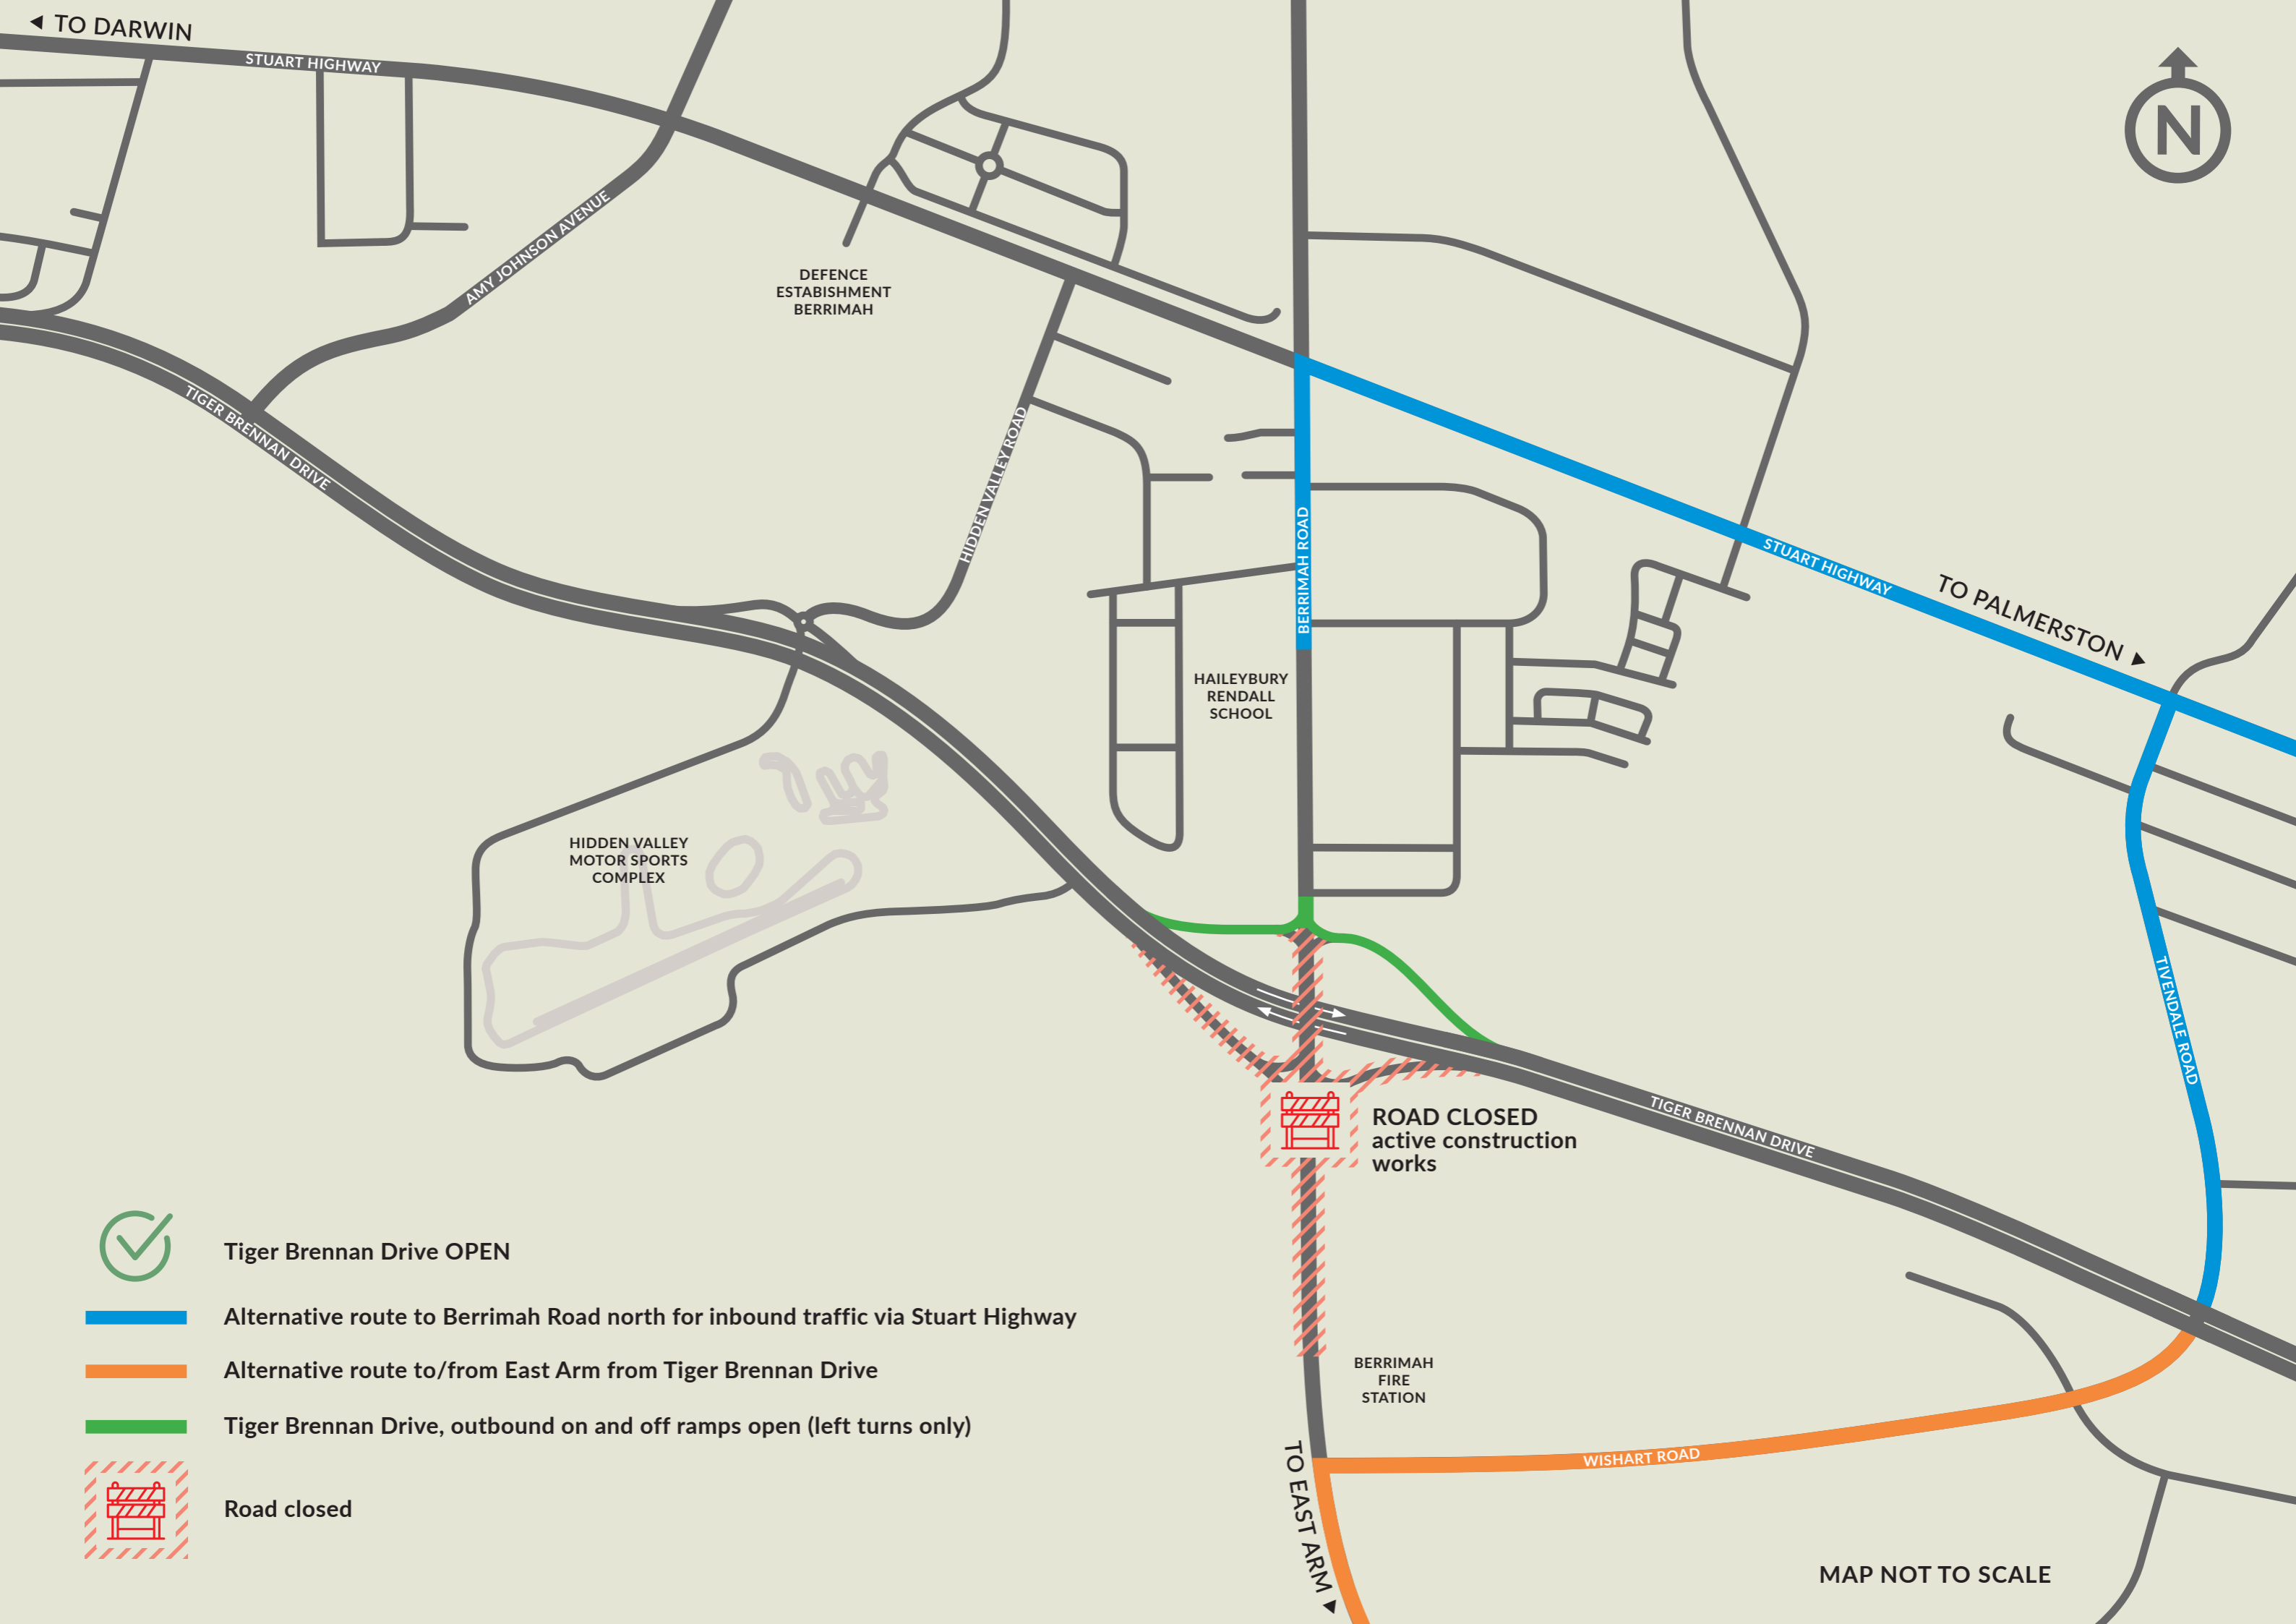 TO DARWIN
STUART HIGHWAY
N
AMY JOHNSON AVENUE
DEFENCE
ESTABISHMENT
BERRIMAH
TIGER BRENNAN DRIVE
HIDDEN VALLEY ROAD
BERRIMAH ROAD
STUART HIGHWAY
TO PALMERSTON
HAILEYBURY
RENDALL
SCHOOL
HIDDEN VALLEY
MOTOR SPORTS
COMPLEX
TIVENDALE ROAD
ROAD CLOSED
active construction
works
TIGER BRENNAN DRIVE
Tiger Brennan Drive OPEN
Alternative route to Berrimah Road north for inbound traffic via Stuart Highway
Alternative route to/from East Arm from Tiger Brennan Drive
Tiger Brennan Drive, outbound on and off ramps open (left turns only)
Road closed
BERRIMAH
FIRE
STATION
WISHART ROAD
TO EAST ARM
MAP NOT TO SCALE